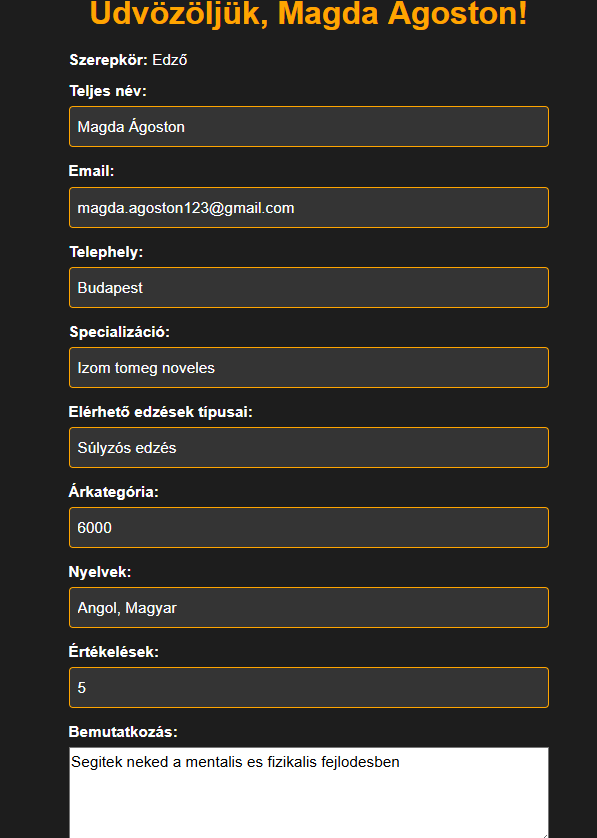 Üdvözöljük, Magda Ágoston!
Szerepkör: Edző
Teljes név:
Magda Ágoston
Email:
magda.agoston123@gmail.com
Telephely:
Budapest
Specializáció:
Izom tomeg noveles
Elérhető edzések típusai:
Súlyzós edzés
Árkategória:
6000
Nyelvek:
Angol, Magyar
Értékelések:
5
Bemutatkozás:
Segitek neked a mentalis es fizikalis fejlodesben